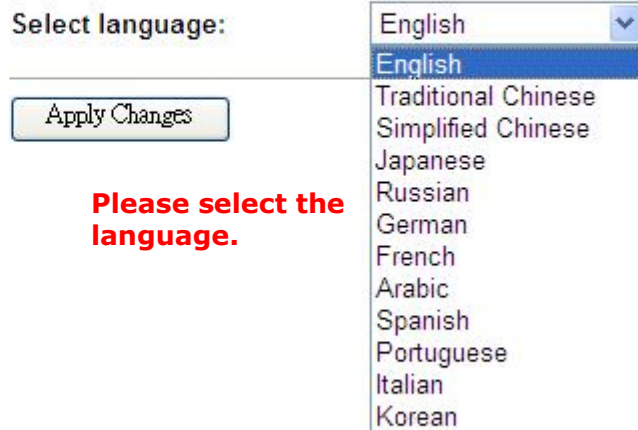 Select language:
English
English
Traditional Chinese
Simplified Chinese
Japanese
Russian
German
French
Arabic
Spanish
Portuguese
Italian
Korean
Apply Changes
Please select the
language.